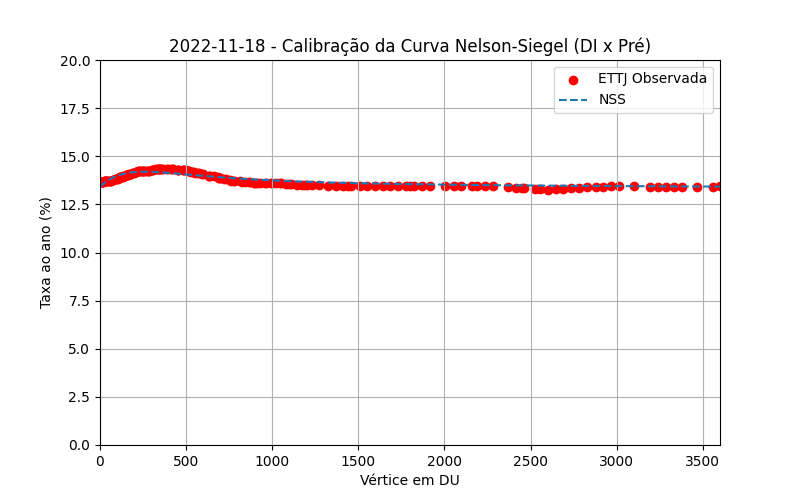 2022-11-18 - Calibração da Curva Nelson-Siegel (DI x Pré)
ETTJ Observada
NSS
20.0
17.5
15.0
12.5
10.0
7.5
5.0
2.5
0.0
Taxa ao ano (%)
0 500 1000 1500 2000 2500 3000 3500
Vértice em DU